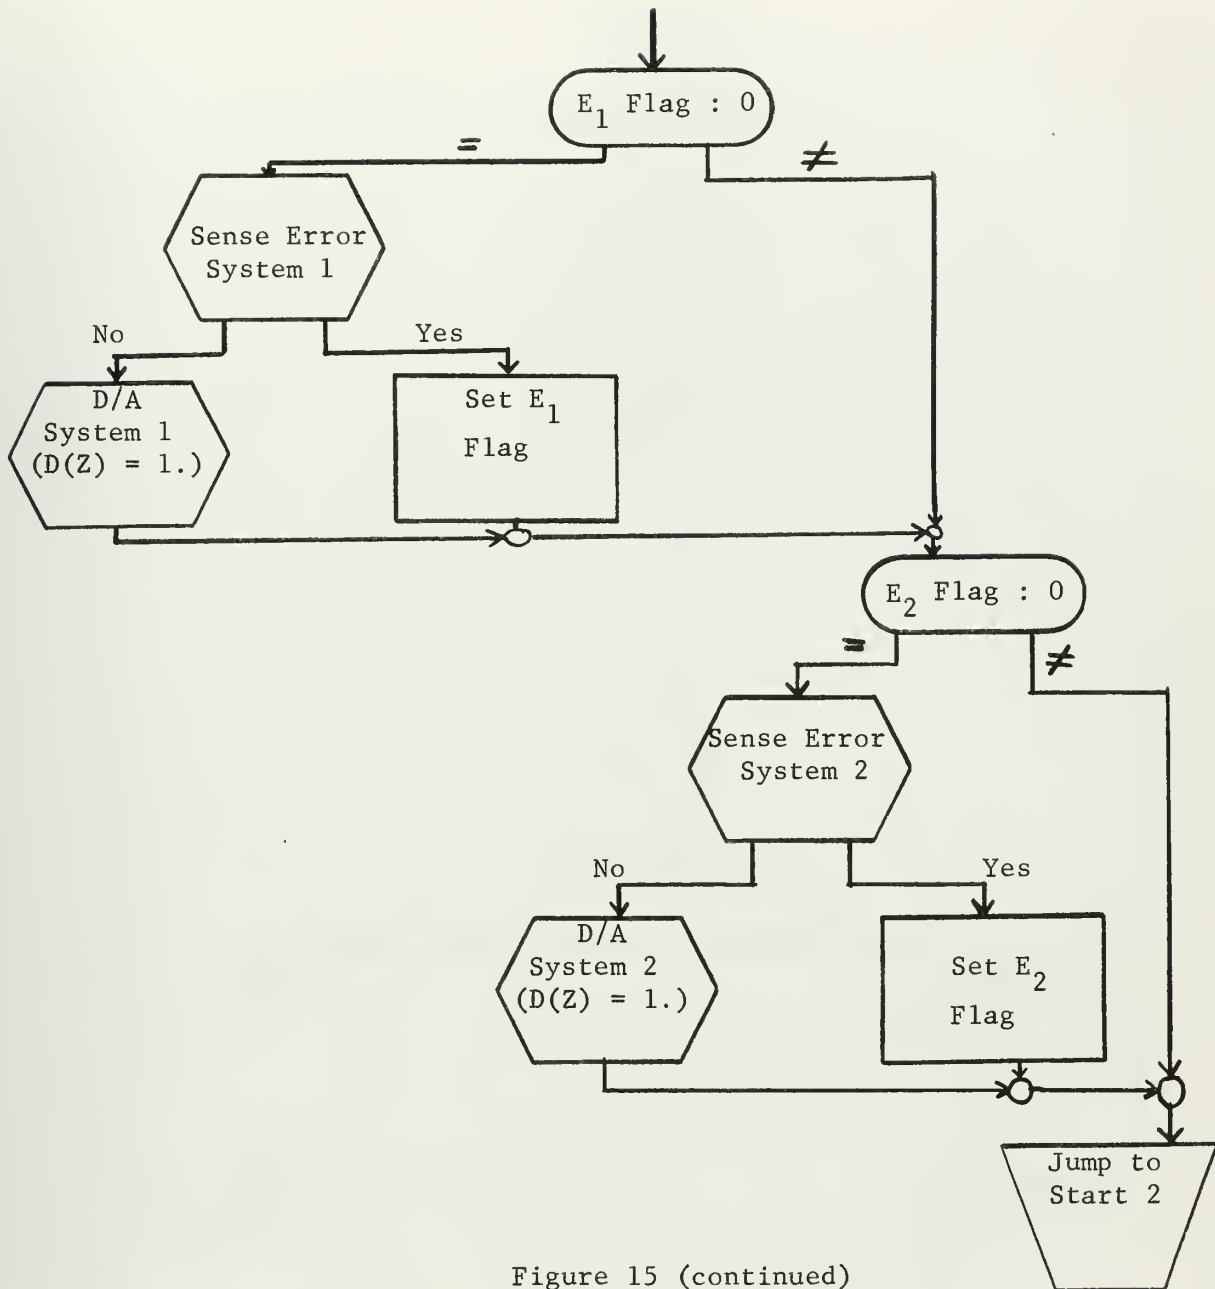 E1 Flag : 0
=
≠
Sense Error
System 1
No
Yes
D/A
System 1
(D(Z) = 1.)
Set E1
Flag
E2 Flag : 0
=
≠
Sense Error
System 2
No
Yes
D/A
System 2
(D(Z) = 1.)
Set E2
Flag
Jump to
Start 2
Figure 15 (continued)